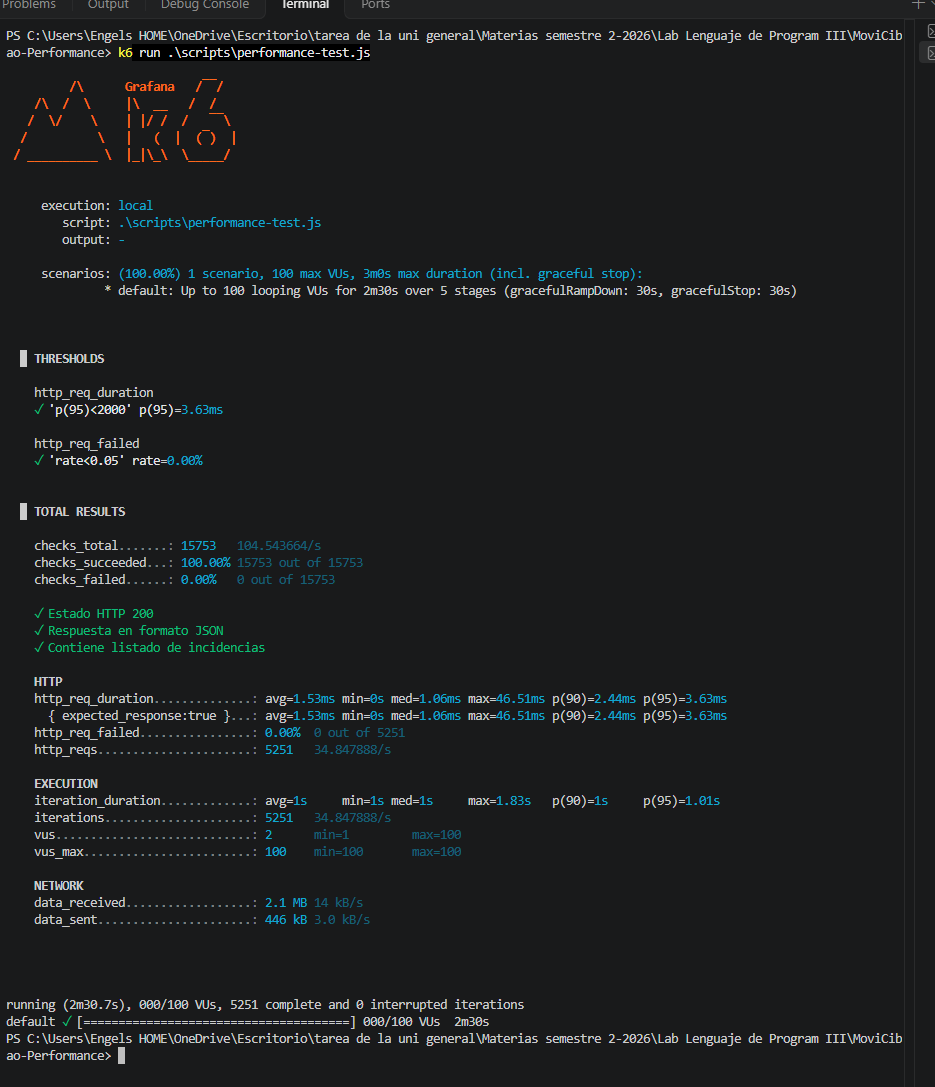 Problems Output Debug Console Terminal Ports
PS C:\Users\Engels HOME\OneDrive\Escritorio\tarea de la uni general\Materias semestre 2-2026\Lab Lenguaje de Program III\MoviCib
ao-Performance> k6 run .\scripts\performance-test.js
Grafana
execution: local
script: .\scripts\performance-test.js
output: -
scenarios: (100.00%) 1 scenario, 100 max VUs, 3m0s max duration (incl. graceful stop):
* default: Up to 100 looping VUs for 2m30s over 5 stages (gracefulRampDown: 30s, gracefulStop: 30s)
█ THRESHOLDS
http_req_duration
✓ 'p(95)<2000' p(95)=3.63ms
http_req_failed
✓ 'rate<0.05' rate=0.00%
█ TOTAL RESULTS
checks_total.......: 15753 104.543664/s
checks_succeeded...: 100.00% 15753 out of 15753
checks_failed......: 0.00% 0 out of 15753
✓ Estado HTTP 200
✓ Respuesta en formato JSON
✓ Contiene listado de incidencias
HTTP
http_req_duration..............: avg=1.53ms min=0s med=1.06ms max=46.51ms p(90)=2.44ms p(95)=3.63ms
{ expected_response:true }...: avg=1.53ms min=0s med=1.06ms max=46.51ms p(90)=2.44ms p(95)=3.63ms
http_req_failed................: 0.00% 0 out of 5251
http_reqs......................: 5251 34.847888/s
EXECUTION
iteration_duration.............: avg=1s min=1s med=1s max=1.83s p(90)=1s p(95)=1.01s
iterations.....................: 5251 34.847888/s
vus............................: 2 min=1 max=100
vus_max........................: 100 min=100 max=100
NETWORK
data_received..................: 2.1 MB 14 kB/s
data_sent......................: 446 kB 3.0 kB/s
running (2m30.7s), 000/100 VUs, 5251 complete and 0 interrupted iterations
default ✓ [======================================] 000/100 VUs 2m30s
PS C:\Users\Engels HOME\OneDrive\Escritorio\tarea de la uni general\Materias semestre 2-2026\Lab Lenguaje de Program III\MoviCib
ao-Performance>